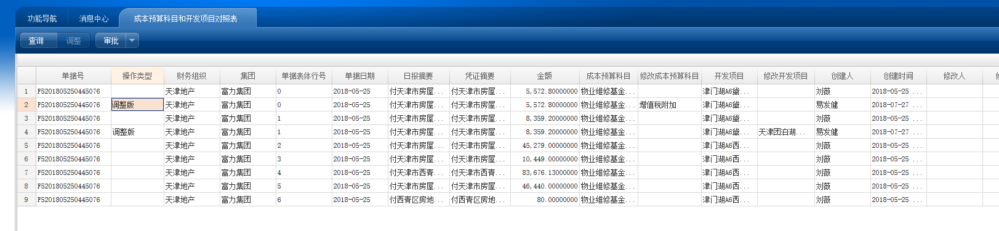 功能导航 消息中心 成本预算科目和开发项目对照表
查询 调整 审批
单据号 操作类型 财务组织 集团 单据表体行号 单据日期 日报摘要 凭证摘要 金额 成本预算科目 修改成本预算科目 开发项目 修改开发项目 创建人 创建时间 修改人
1 F5201805250445076 天津地产 富力集团 0 2018-05-25 付天津市房屋... 付天津市房屋... 5,572.80000000 物业维修基金... 津门湖A6黛... 刘薇 2018-05-25 ...
2 F5201805250445076 调整版 天津地产 富力集团 0 2018-05-25 付天津市房屋... 付天津市房屋... 5,572.80000000 物业维修基金... 增值税附加 津门湖A6黛... 易发健 2018-07-27 ...
3 F5201805250445076 天津地产 富力集团 1 2018-05-25 付天津市房屋... 付天津市房屋... 8,359.20000000 物业维修基金... 津门湖A6黛... 刘薇 2018-05-25 ...
4 F5201805250445076 调整版 天津地产 富力集团 1 2018-05-25 付天津市房屋... 付天津市房屋... 8,359.20000000 物业维修基金... 津门湖A6黛... 天津团泊湖... 易发健 2018-07-27 ...
5 F5201805250445076 天津地产 富力集团 2 2018-05-25 付天津市房屋... 付天津市房屋... 45,279.00000000 物业维修基金... 津门湖A6西... 刘薇 2018-05-25 ...
6 F5201805250445076 天津地产 富力集团 3 2018-05-25 付天津市房屋... 付天津市房屋... 10,449.00000000 物业维修基金... 津门湖A6西... 刘薇 2018-05-25 ...
7 F5201805250445076 天津地产 富力集团 4 2018-05-25 付天津市西青... 付天津市西青... 83,676.13000000 物业维修基金... 津门湖A6西... 刘薇 2018-05-25 ...
8 F5201805250445076 天津地产 富力集团 5 2018-05-25 付天津市房屋... 付天津市房屋... 46,440.00000000 物业维修基金... 津门湖A6西... 刘薇 2018-05-25 ...
9 F5201805250445076 天津地产 富力集团 6 2018-05-25 付西青区房地... 付西青区房地... 80.00000000 物业维修基金... 津门湖A6西... 刘薇 2018-05-25 ...